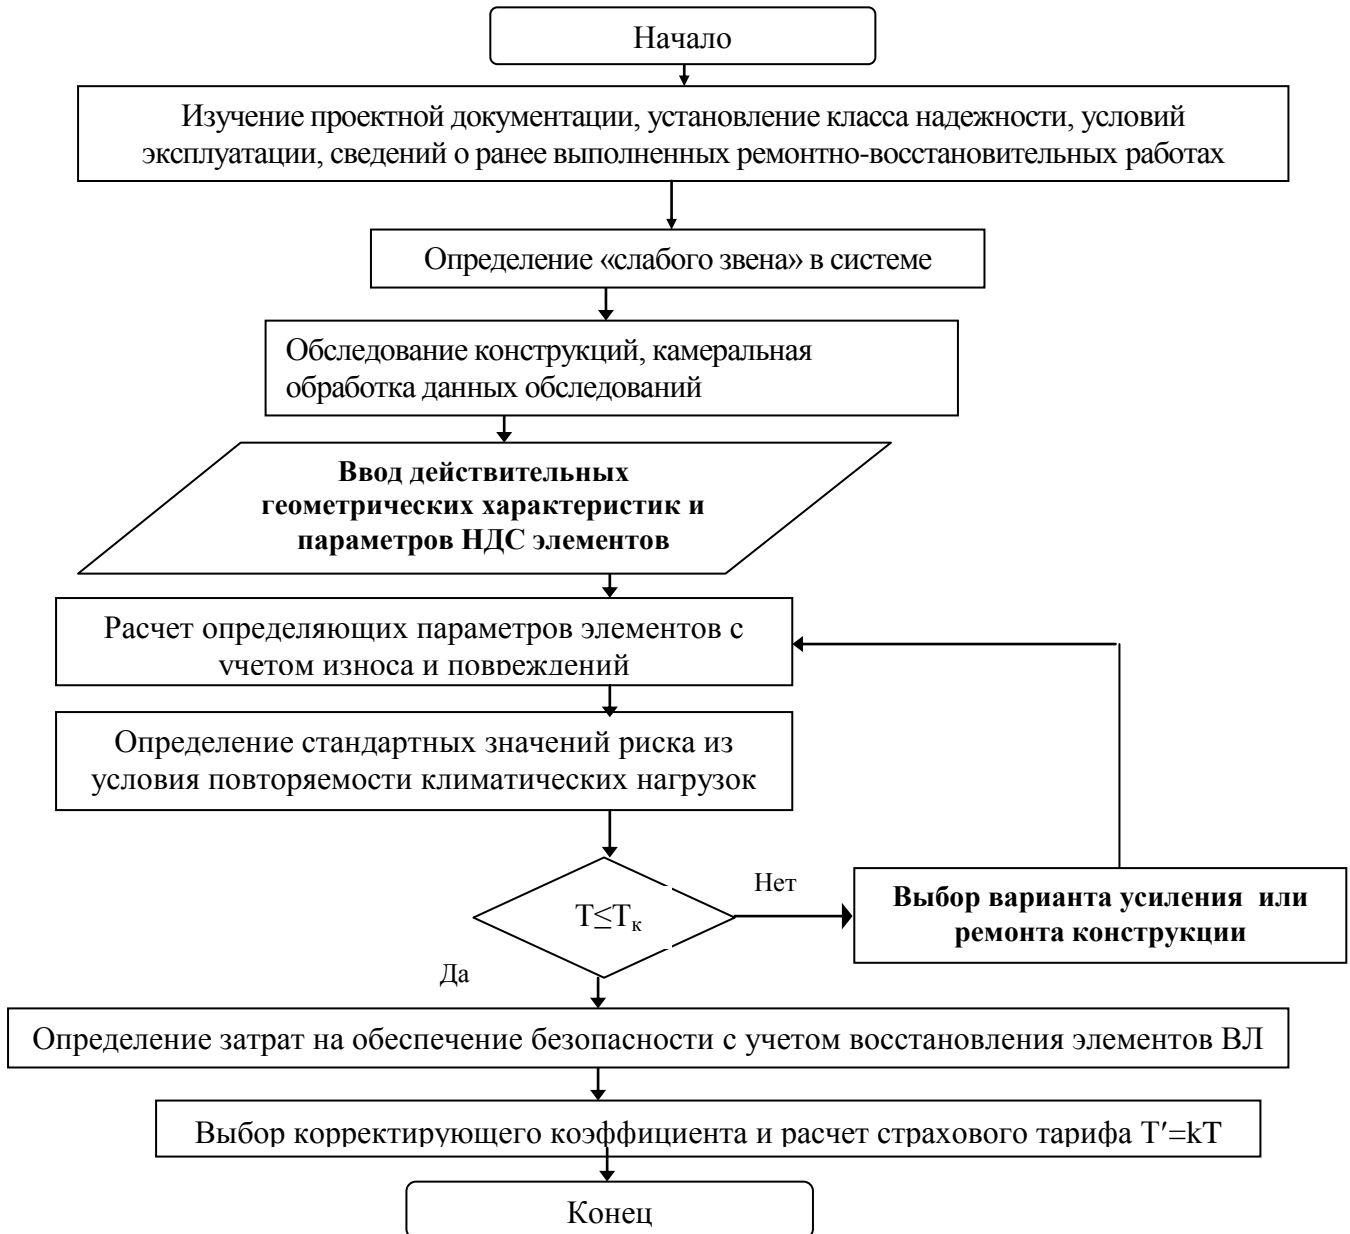 Начало
Изучение проектной документации, установление класса надежности, условий
эксплуатации, сведений о ранее выполненных ремонтно-восстановительных работах
Определение «слабого звена» в системе
Обследование конструкций, камеральная
обработка данных обследований
Ввод действительных
геометрических характеристик и
параметров НДС элементов
Расчет определяющих параметров элементов с
учетом износа и повреждений
Определение стандартных значений риска из
условия повторяемости климатических нагрузок
T≤Tк
Нет
Выбор варианта усиления или
ремонта конструкции
Да
Определение затрат на обеспечение безопасности с учетом восстановления элементов ВЛ
Выбор корректирующего коэффициента и расчет страхового тарифа T′=kT
Конец